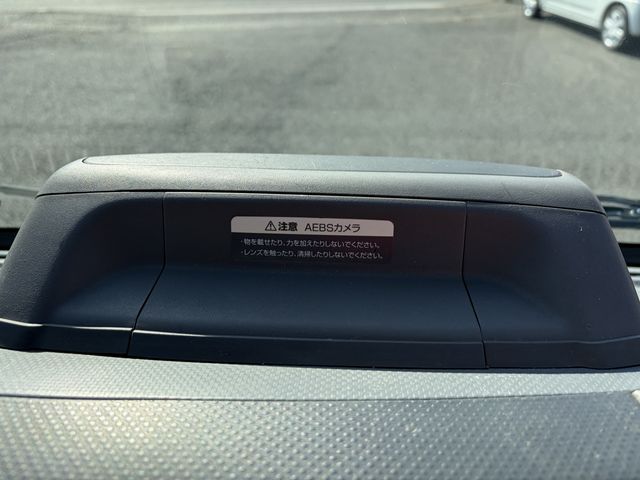 ⚠注意 AEBSカメラ
・物を載せたり、力を加えたりしないでください。
・レンズを触ったり、清掃したりしないでください。